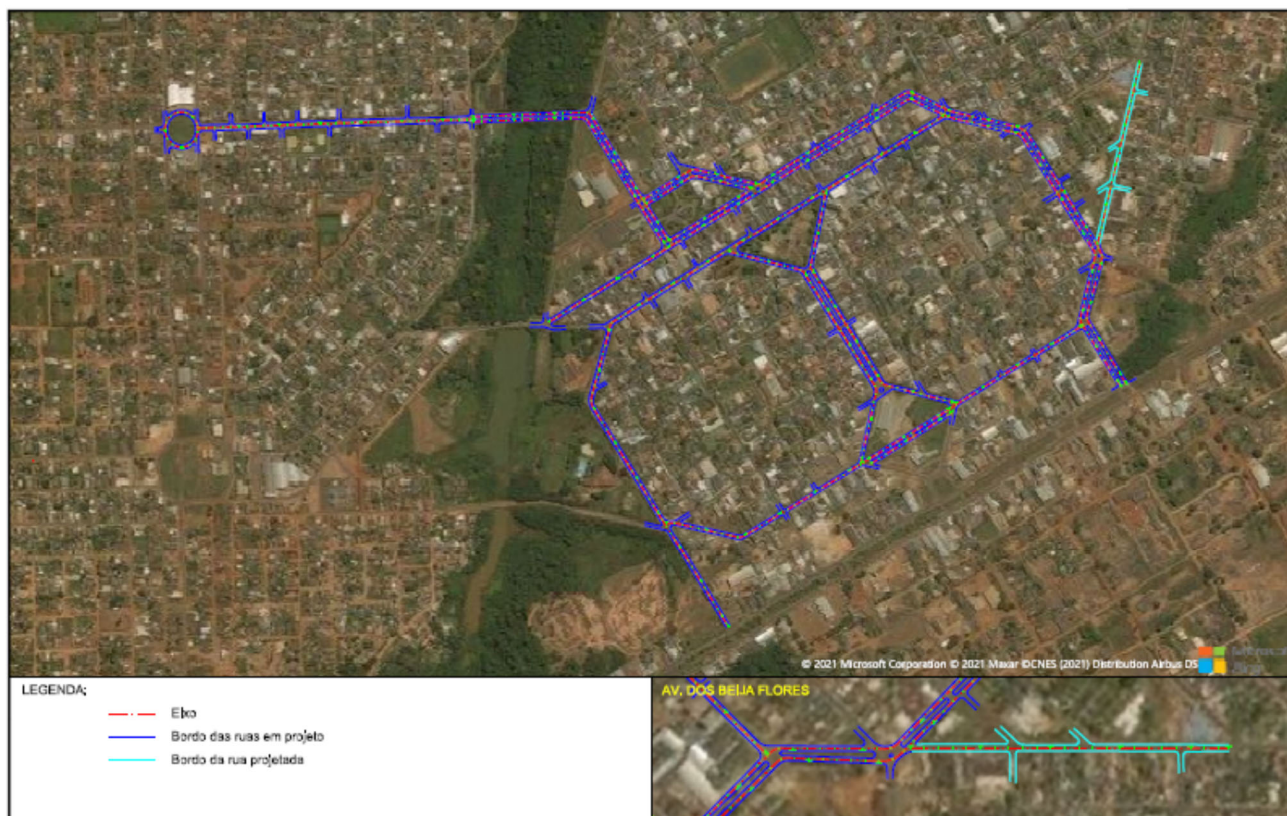 © 2021 Microsoft Corporation © 2021 Maxar ©CNES (2021) Distribution Airbus DS
LEGENDA;
Eixo
Bordo das ruas em projeto
Bordo da rua projetada
AV. DOS BEIJA FLORES